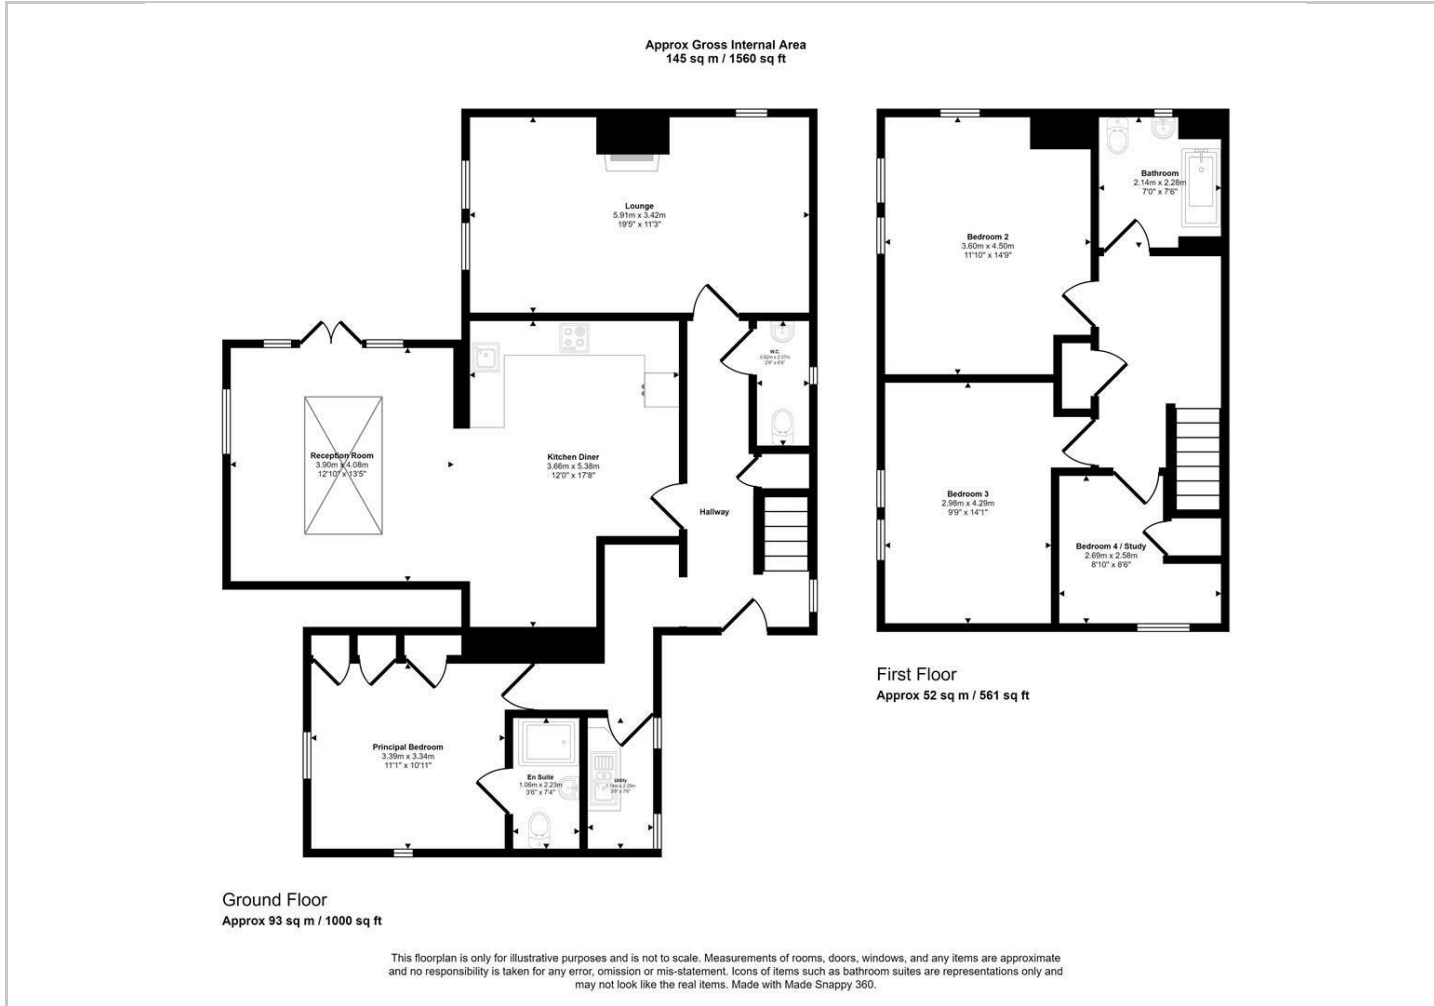 Approx Gross Internal Area
145 sq m / 1560 sq ft
Lounge
5.91m x 3.42m
19'5" x 11'3"
Bedroom 2
3.60m x 4.50m
11'10" x 14'9"
Bathroom
2.14m x 2.28m
7'0" x 7'6"
W.C.
Reception Room
3.90m x 4.08m
12'10" x 13'5"
Kitchen Diner
3.66m x 5.38m
12'0" x 17'8"
Hallway
Bedroom 3
2.98m x 4.29m
9'9" x 14'1"
Bedroom 4 / Study
2.69m x 2.58m
8'10" x 8'6"
Principal Bedroom
3.39m x 3.34m
11'1" x 10'11"
En Suite
1.06m x 2.23m
3'6" x 7'4"
Utility
First Floor
Approx 52 sq m / 561 sq ft
Ground Floor
Approx 93 sq m / 1000 sq ft
This floorplan is only for illustrative purposes and is not to scale. Measurements of rooms, doors, windows, and any items are approximate
and no responsibility is taken for any error, omission or mis-statement. Icons of items such as bathroom suites are representations only and
may not look like the real items. Made with Made Snappy 360.